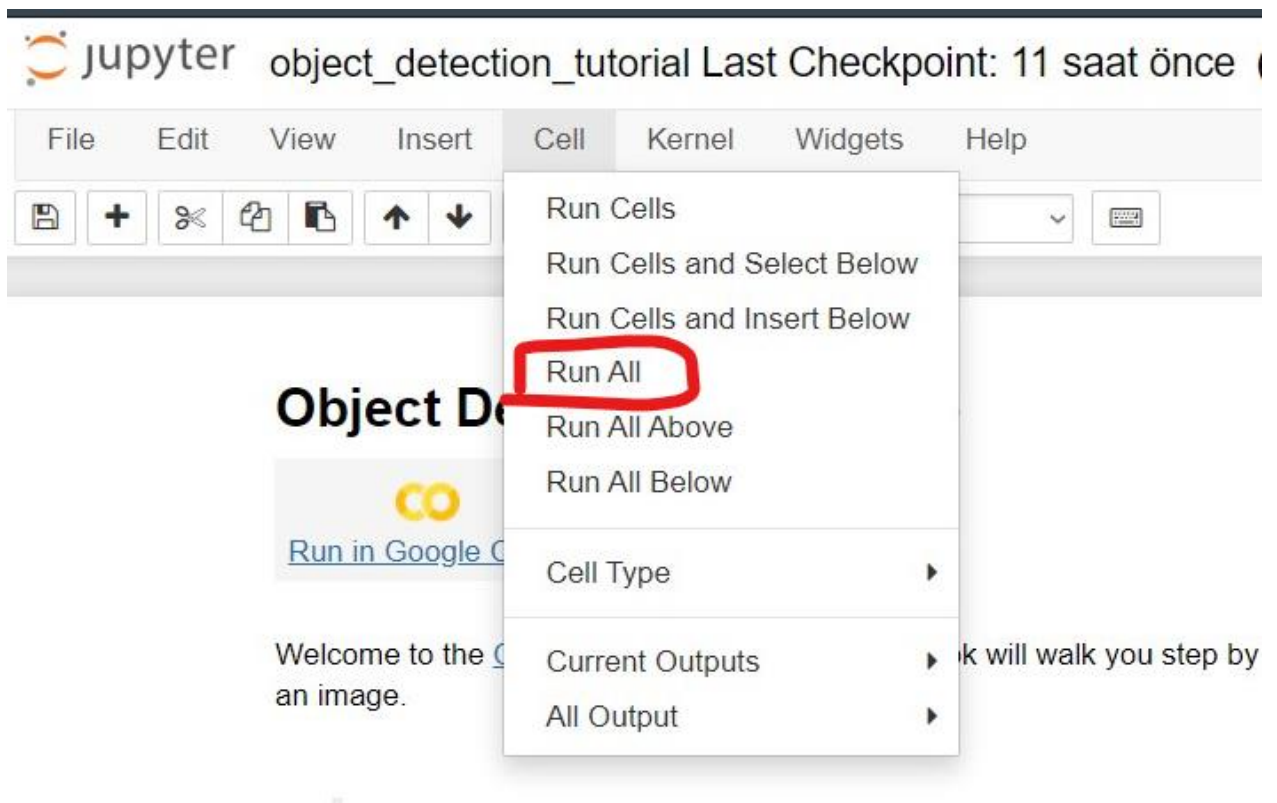 jupyter object_detection_tutorial Last Checkpoint: 11 saat önce (
File Edit View Insert Cell Kernel Widgets Help
Run Cells
Run Cells and Select Below
Run Cells and Insert Below
Run All
Run All Above
Run All Below
Cell Type
Current Outputs
All Output
Object De
CO
Run in Google C
Welcome to the
k will walk you step by
an image.